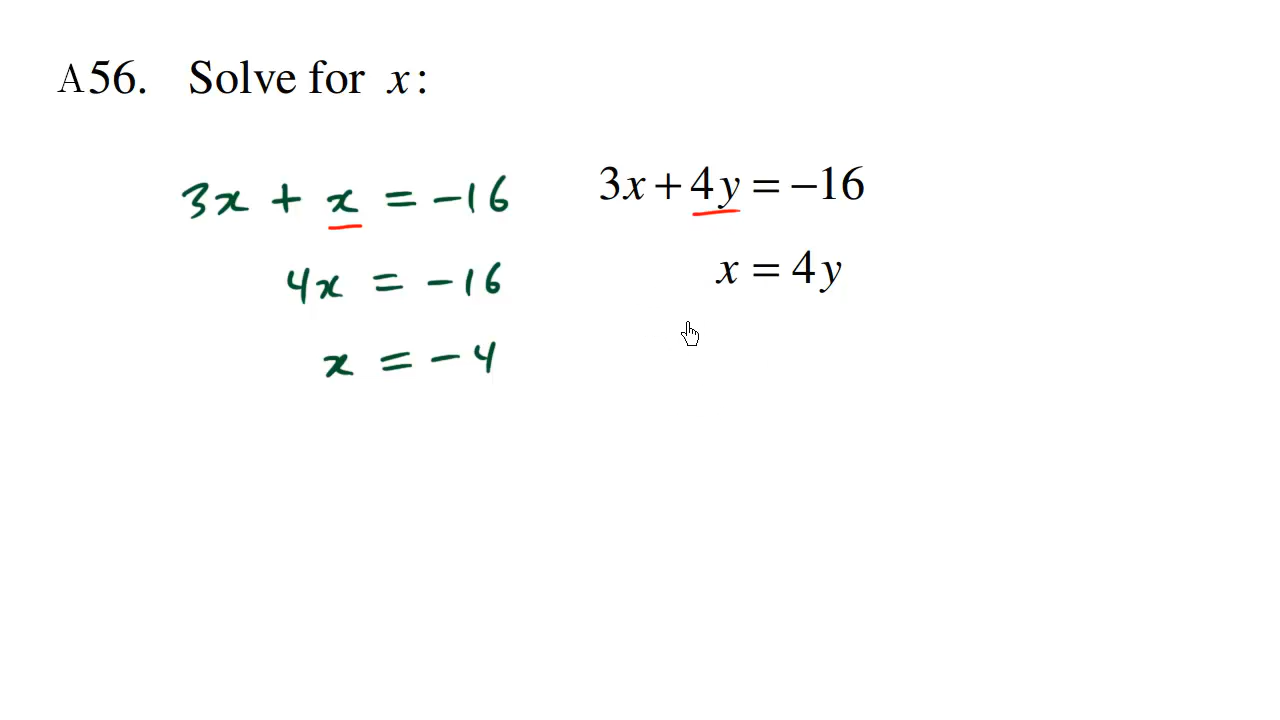 A56. Solve for x:
3x + x = -16
4x = -16
x = -4
3x + 4y = −16
x = 4y